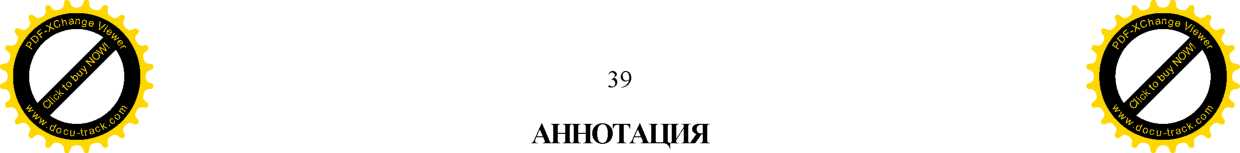 PDF-XChange Viewer
Click to buy NOW!
www.docu-track.com
39
АННОТАЦИЯ
PDF-XChange Viewer
Click to buy NOW!
www.docu-track.com